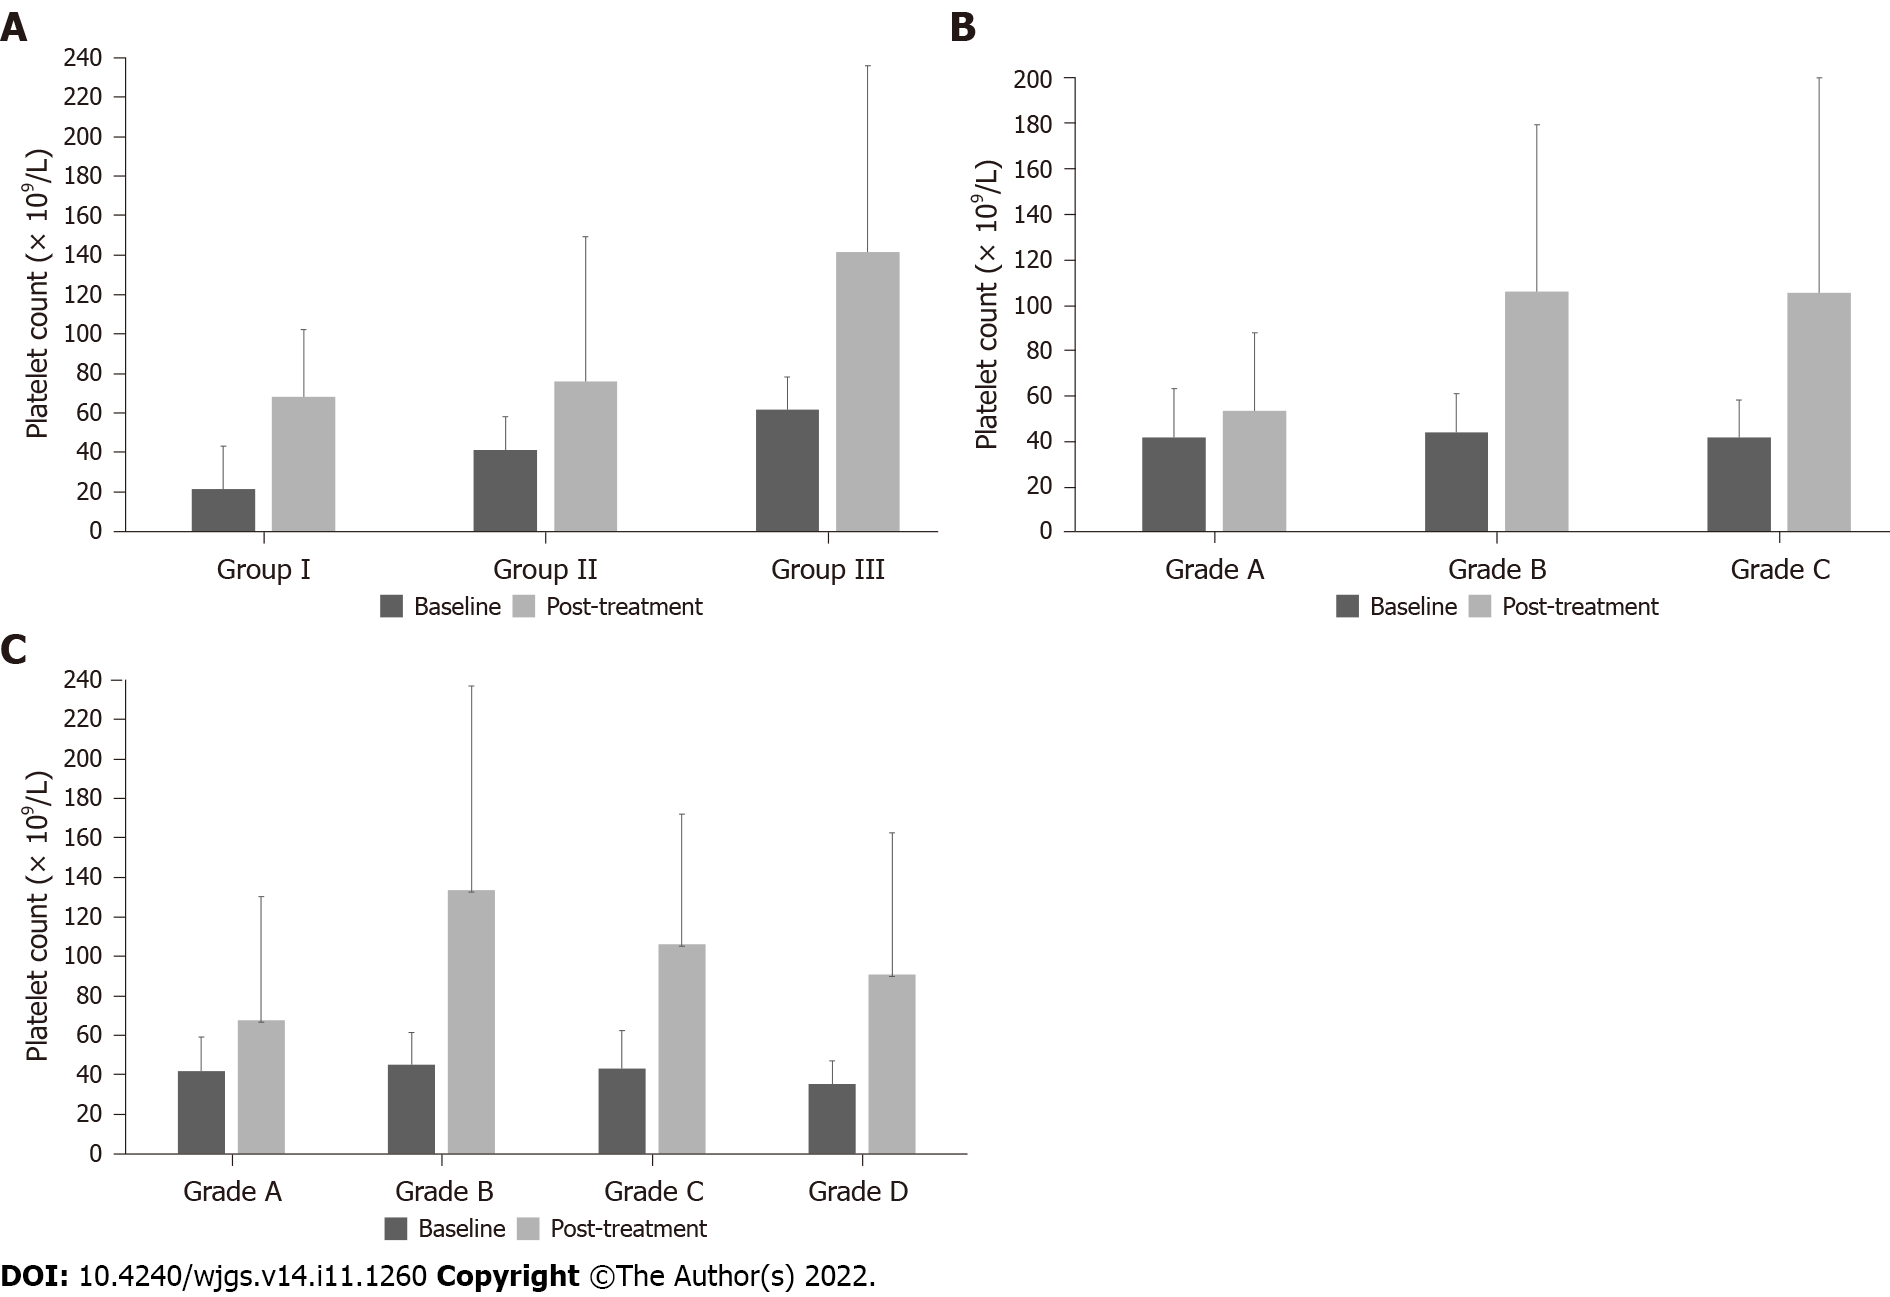 A
Platelet count (× 10⁹/L)
240
220
200
180
160
140
120
100
80
60
40
20
0
Group I Group II Group III
Baseline Post-treatment
B
Platelet count (× 10⁹/L)
200
180
160
140
120
100
80
60
40
20
0
Grade A Grade B Grade C
Baseline Post-treatment
C
Platelet count (× 10⁹/L)
240
220
200
180
160
140
120
100
80
60
40
20
0
Grade A Grade B Grade C Grade D
Baseline Post-treatment
DOI: 10.4240/wjgs.v14.i11.1260 Copyright ©The Author(s) 2022.